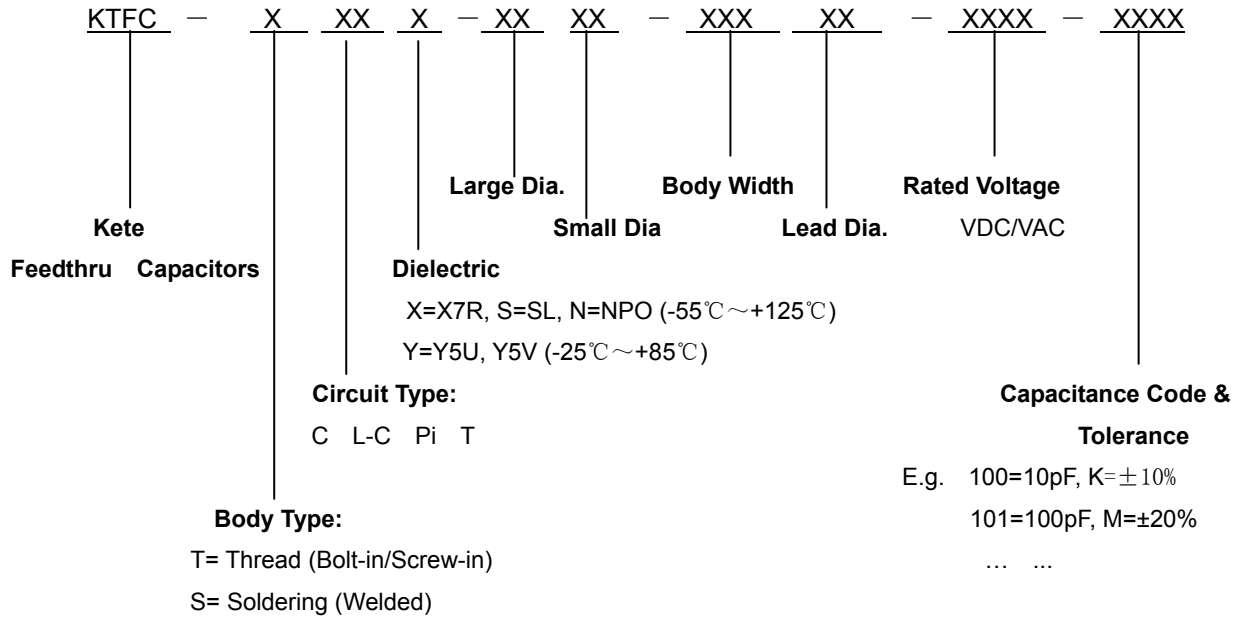 KTFC － X XX X － XX XX － XXX XX － XXXX － XXXX
Large Dia. Body Width Rated Voltage
Kete Small Dia Lead Dia. VDC/VAC
Feedthru Capacitors Dielectric
X=X7R, S=SL, N=NPO (-55℃～+125℃)
Y=Y5U, Y5V (-25℃～+85℃)
Circuit Type: Capacitance Code &
C L-C Pi T Tolerance
E.g. 100=10pF, K=±10%
Body Type: 101=100pF, M=±20%
T= Thread (Bolt-in/Screw-in) … ...
S= Soldering (Welded)